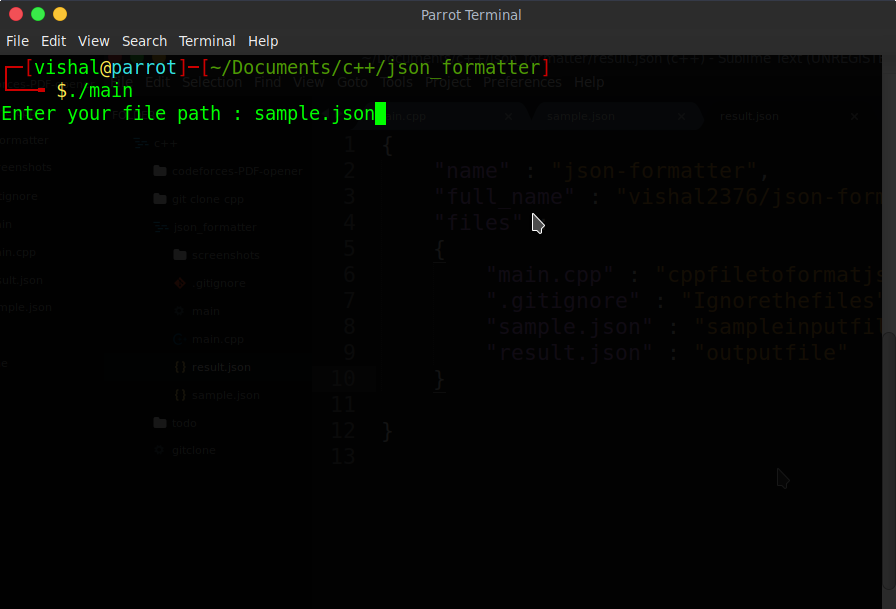 Parrot Terminal
File Edit View Search Terminal Help
[vishal@parrot]─[~/Documents/c++/json_formatter]
$./main
Enter your file path : sample.json
Find View Goto Tools Project Preferences Help
sample.json × result.json ×
c++
codeforces-PDF-opener
git clone cpp
json_formatter
screenshots
.gitignore
main
main.cpp
result.json
sample.json
todo
gitclone
1 {
2 "name" : "json-formatter",
3 "full_name" : "vishal2376/json-form
4 "files"
5 {
6 "main.cpp" : "cppfiletoformatjs
7 ".gitignore" : "Ignorethefiles"
8 "sample.json" : "sampleinputfil
9 "result.json" : "outputfile"
10 }
11
12 }
13